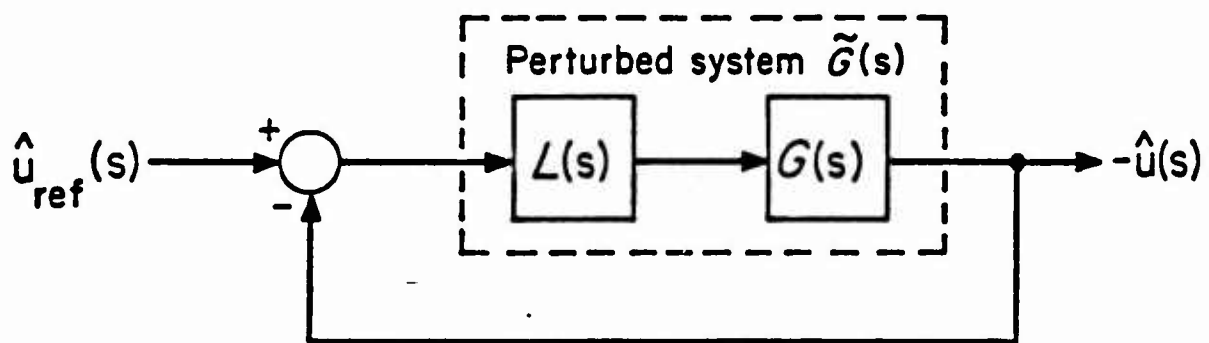 Perturbed system G̃(s)
+
û_ref(s)
L(s)
G(s)
-û(s)
-